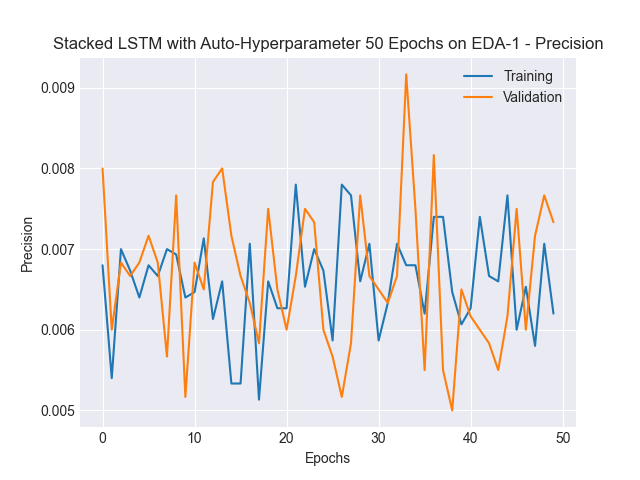 Stacked LSTM with Auto-Hyperparameter 50 Epochs on EDA-1 - Precision
Training
Validation
0.009
0.008
0.007
0.006
0.005
Precision
0
10
20
30
40
50
Epochs